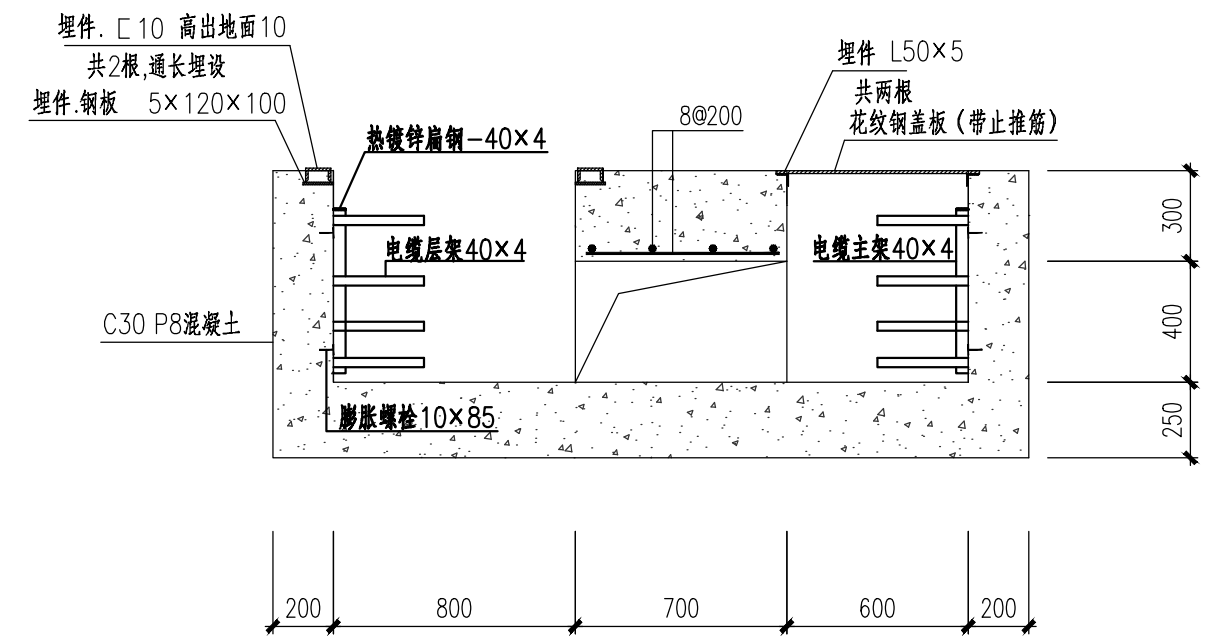 埋件. ㄷ10 高出地面10
共2根,通长埋设
埋件.钢板 5×120×100
热镀锌扁钢-40×4
8@200
埋件 L50×5
共两根
花纹钢盖板（带止推筋）
电缆层架40×4
电缆主架40×4
C30 P8混凝土
膨胀螺栓10×85
300
400
250
200
800
700
600
200